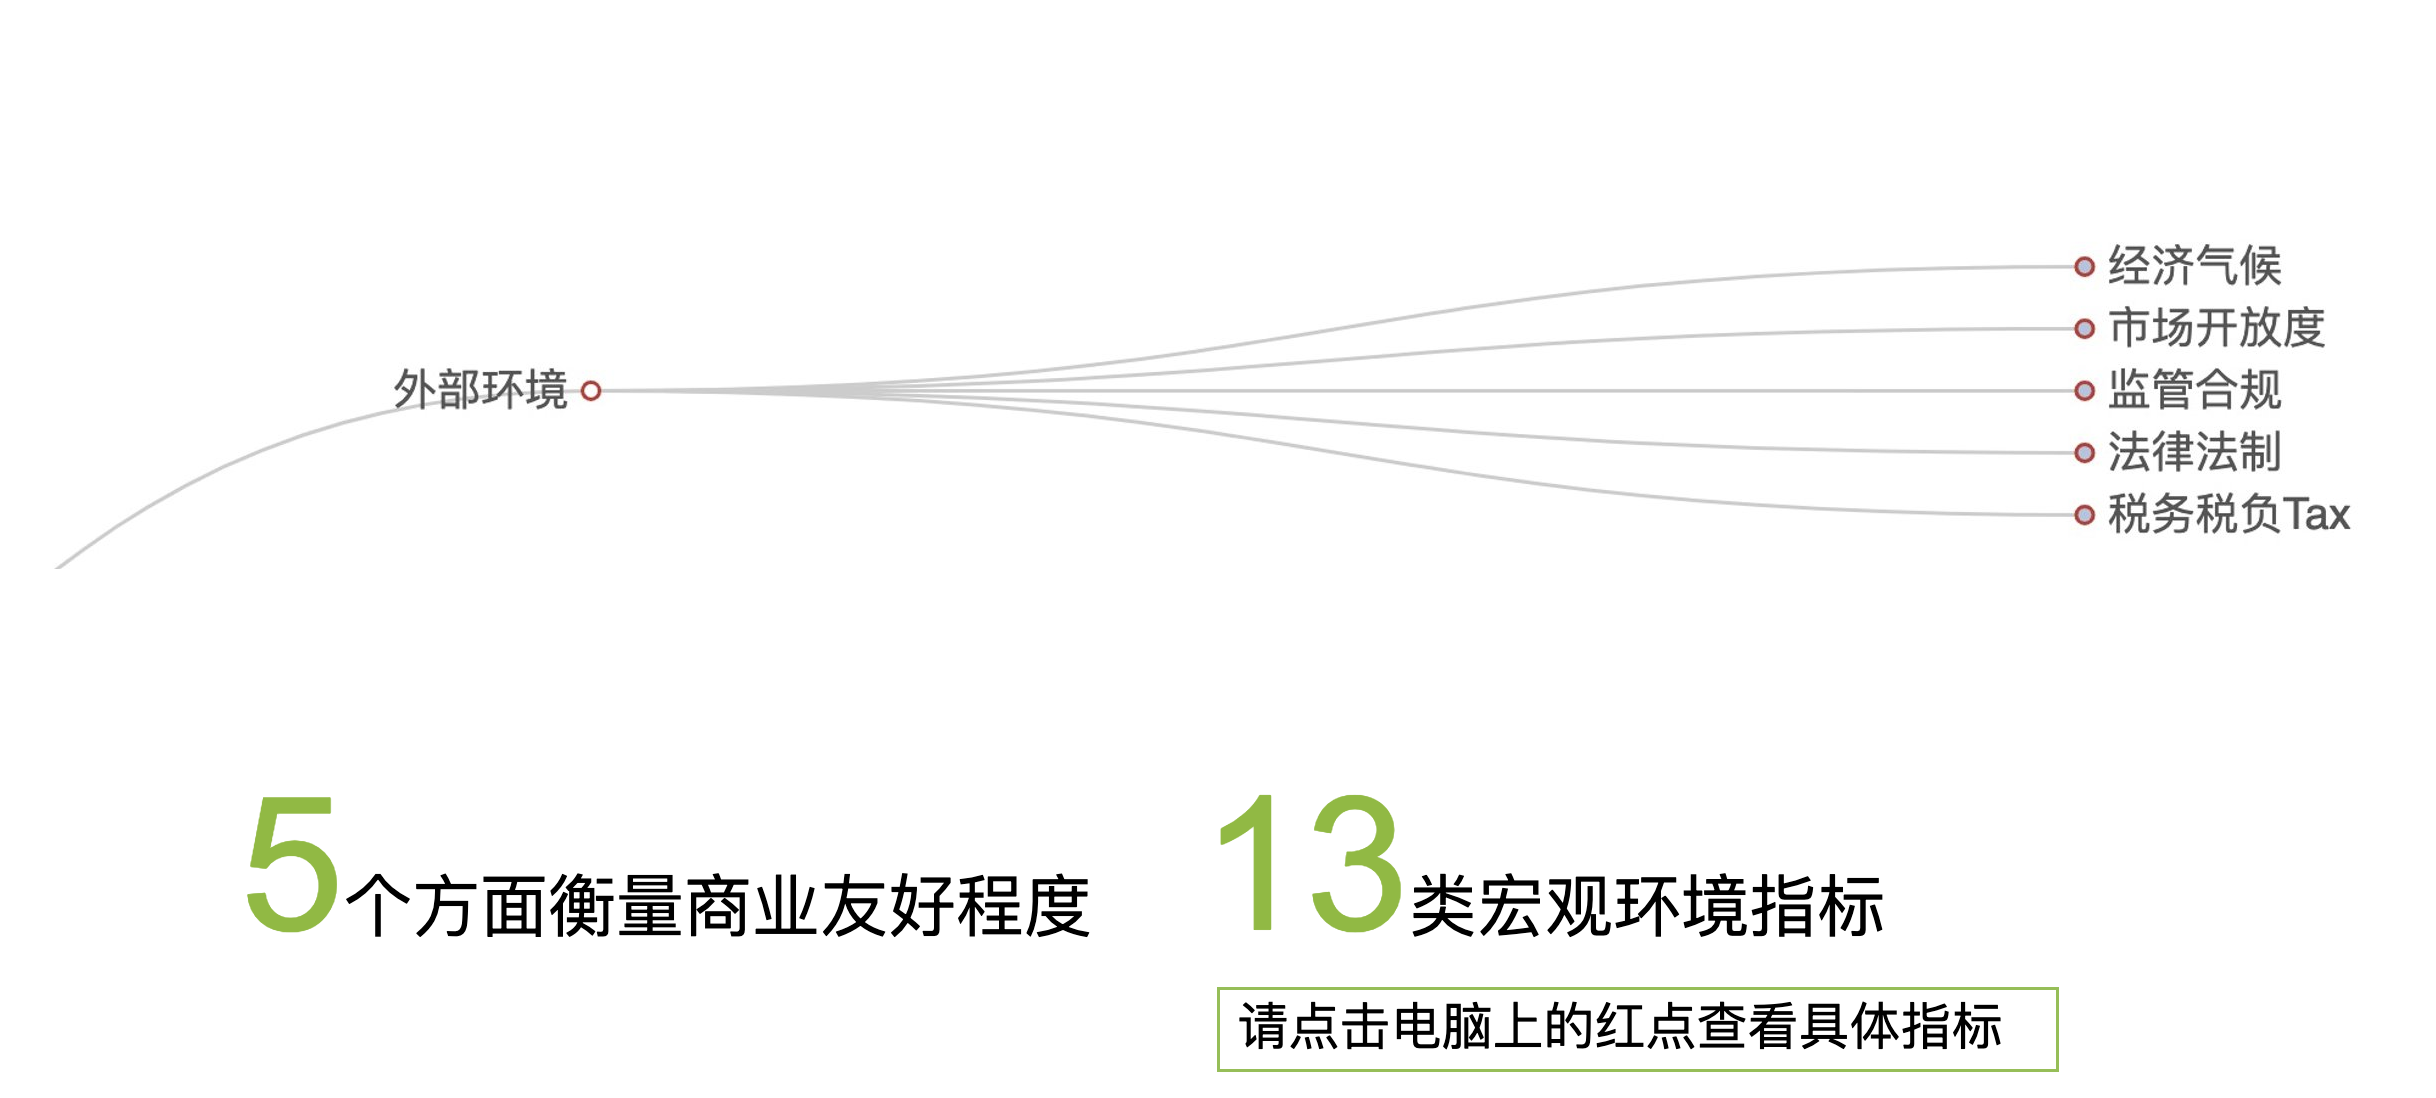 外部环境
经济气候
市场开放度
监管合规
法律法制
税务税负Tax
5个方面衡量商业友好程度
13类宏观环境指标
请点击电脑上的红点查看具体指标